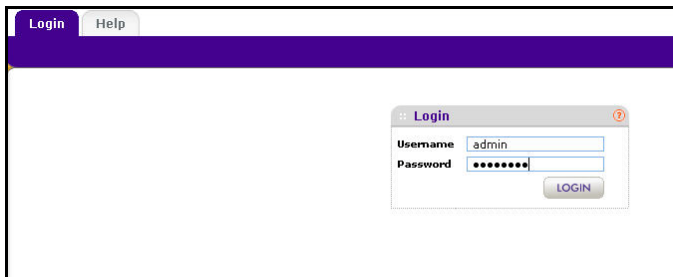 Login Help
:: Login ?
Username admin
Password ••••••••
LOGIN